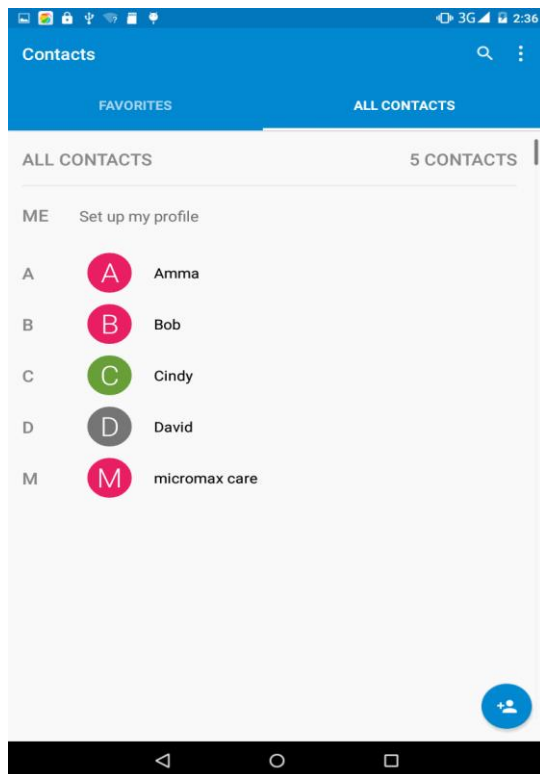 3G 2:36
Contacts
FAVORITES ALL CONTACTS
ALL CONTACTS 5 CONTACTS
ME Set up my profile
A A Amma
B B Bob
C C Cindy
D D David
M M micromax care